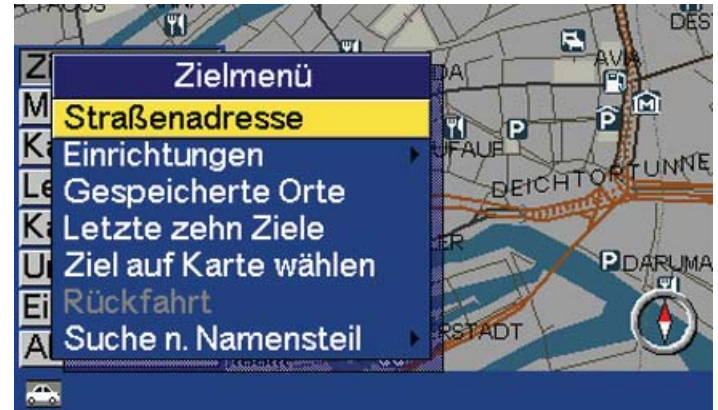 Zielmenü
Straßenadresse
Einrichtungen
Gespeicherte Orte
Letzte zehn Ziele
Ziel auf Karte wählen
Rückfahrt
Suche n. Namensteil
AVIA
P
P
DEICHTORTUNNE
P DARUMA